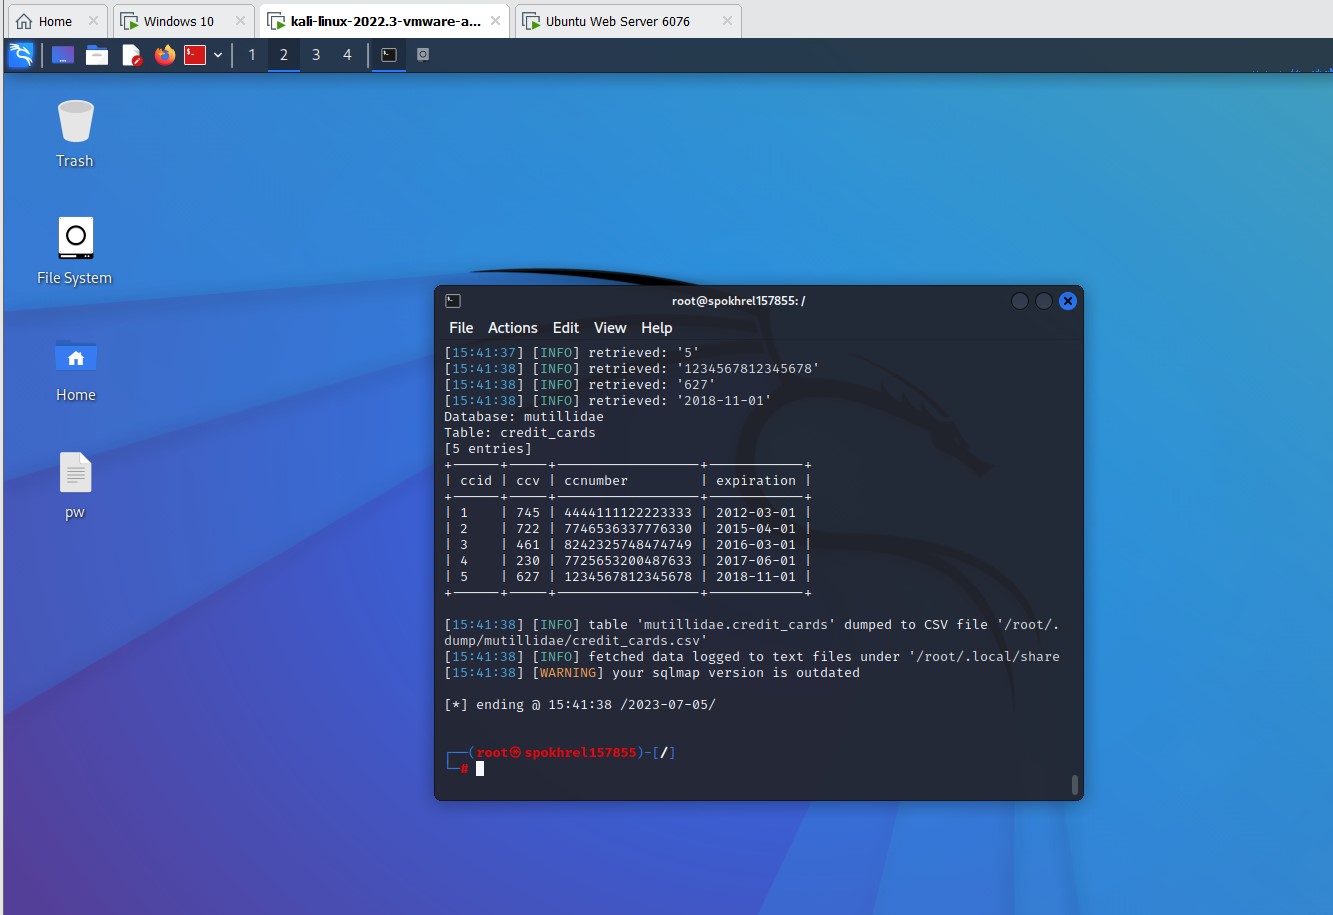 Home
Windows 10
kali-linux-2022.3-vmware-a...
Ubuntu Web Server 6076
1 2 3 4
Trash
File System
Home
pw
root@spokhrel157855: /
File Actions Edit View Help
[15:41:37] [INFO] retrieved: '5'
[15:41:38] [INFO] retrieved: '1234567812345678'
[15:41:38] [INFO] retrieved: '627'
[15:41:38] [INFO] retrieved: '2018-11-01'
Database: mutillidae
Table: credit_cards
[5 entries]
+------+-----+------------------+------------+
| ccid | ccv | ccnumber         | expiration |
+------+-----+------------------+------------+
| 1    | 745 | 4444111122223333 | 2012-03-01 |
| 2    | 722 | 7746536337776330 | 2015-04-01 |
| 3    | 461 | 8242325748474749 | 2016-03-01 |
| 4    | 230 | 7725653200487633 | 2017-06-01 |
| 5    | 627 | 1234567812345678 | 2018-11-01 |
+------+-----+------------------+------------+
[15:41:38] [INFO] table 'mutillidae.credit_cards' dumped to CSV file '/root/.
dump/mutillidae/credit_cards.csv'
[15:41:38] [INFO] fetched data logged to text files under '/root/.local/share
[15:41:38] [WARNING] your sqlmap version is outdated
[*] ending @ 15:41:38 /2023-07-05/
┌──(root㉿spokhrel157855)-[/]
└─#